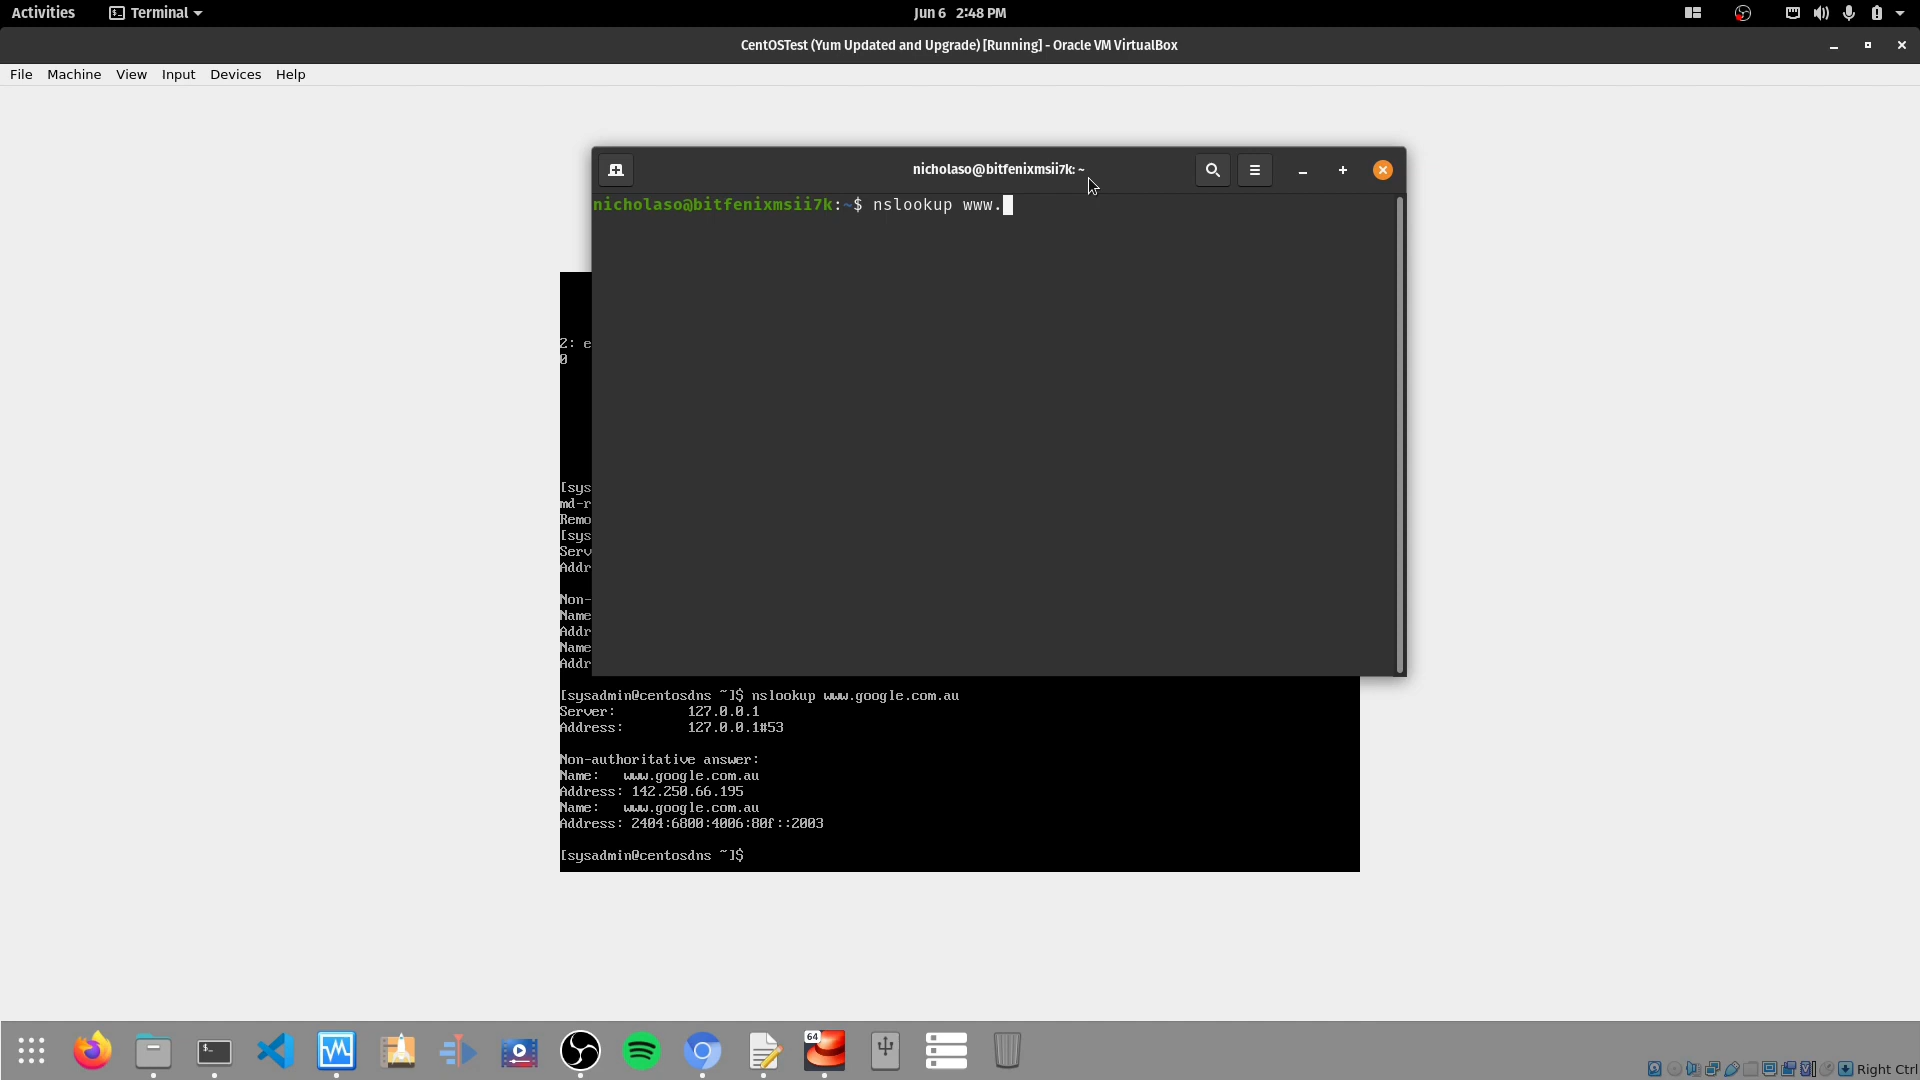 Activities
Terminal
Jun 6 2:48 PM
CentOSTest (Yum Updated and Upgrade) [Running] - Oracle VM VirtualBox
File Machine View Input Devices Help
nicholaso@bitfenixmsii7k: ~
nicholaso@bitfenixmsii7k:~$ nslookup www.
2: e
0
[sys
md-r
Remo
[sys
Serv
Addr
Non-
Name
Addr
Name
Addr
[sysadmin@centosdns ~]$ nslookup www.google.com.au
Server: 127.0.0.1
Address: 127.0.0.1#53
Non-authoritative answer:
Name: www.google.com.au
Address: 142.250.66.195
Name: www.google.com.au
Address: 2404:6800:4006:80f::2003
[sysadmin@centosdns ~]$
64
Right Ctrl